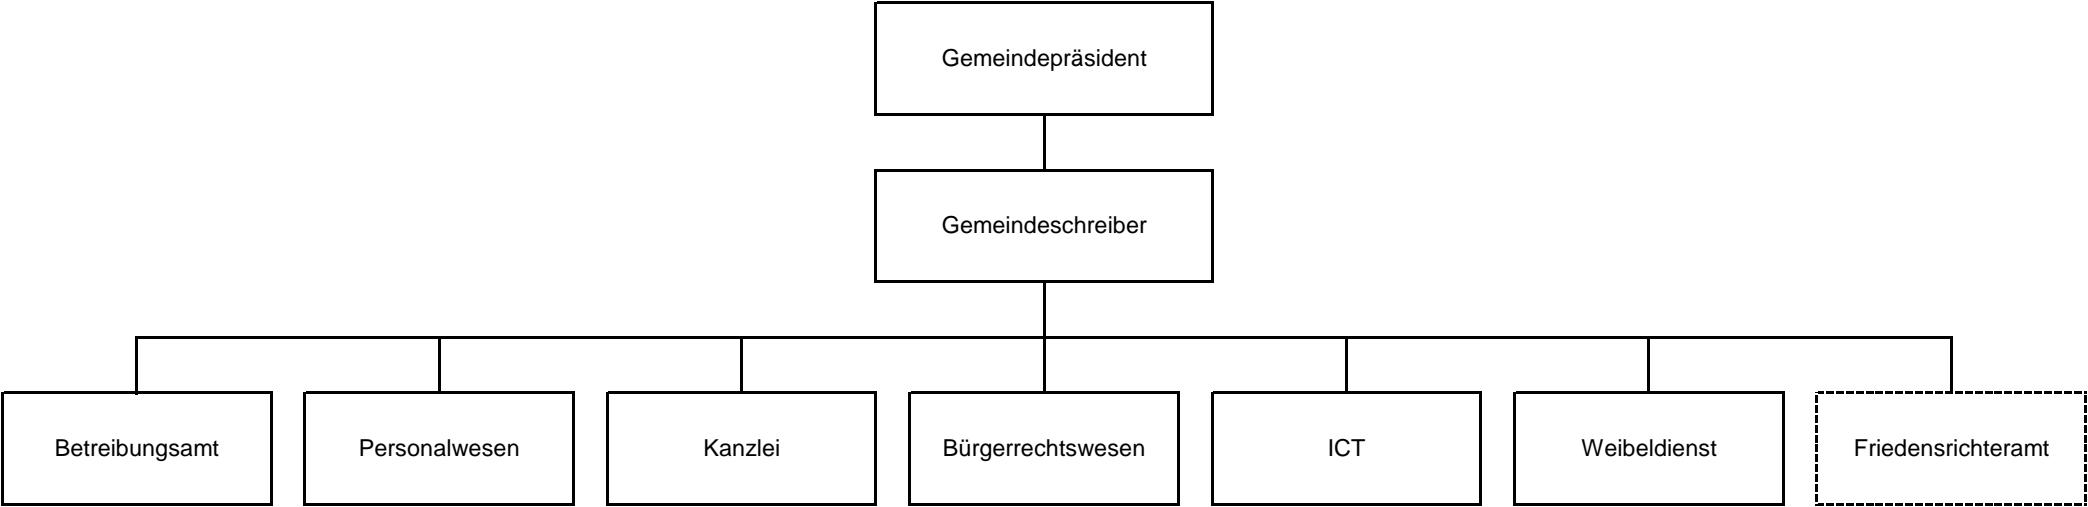 Gemeindepräsident
Gemeindeschreiber
Betreibungsamt
Personalwesen
Kanzlei
Bürgerrechtswesen
ICT
Weibeldienst
Friedensrichteramt